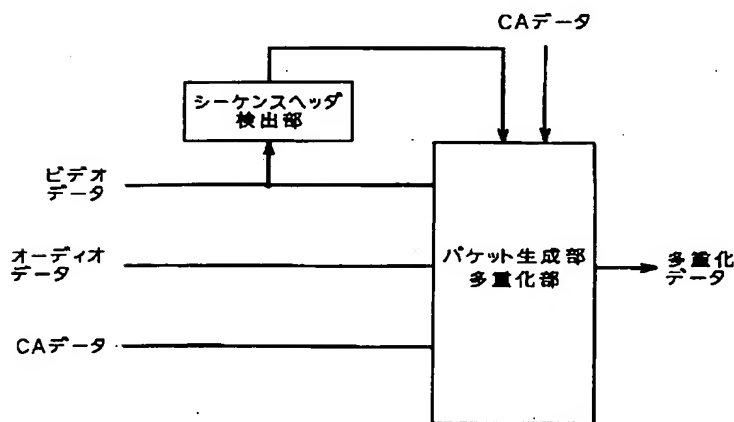 CAデータ
シーケンスヘッダ
検出部
ビデオ
データ
オーディオ
データ
パケット生成部
多重化部
多重化
データ
CAデータ